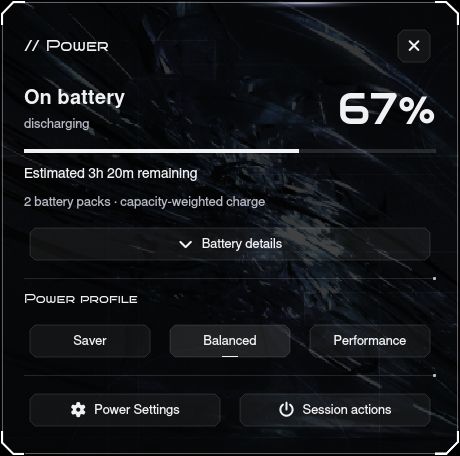 // Power
On battery
67%
discharging
Estimated 3h 20m remaining
2 battery packs · capacity-weighted charge
Battery details
Power profile
Saver
Balanced
Performance
Power Settings
Session actions